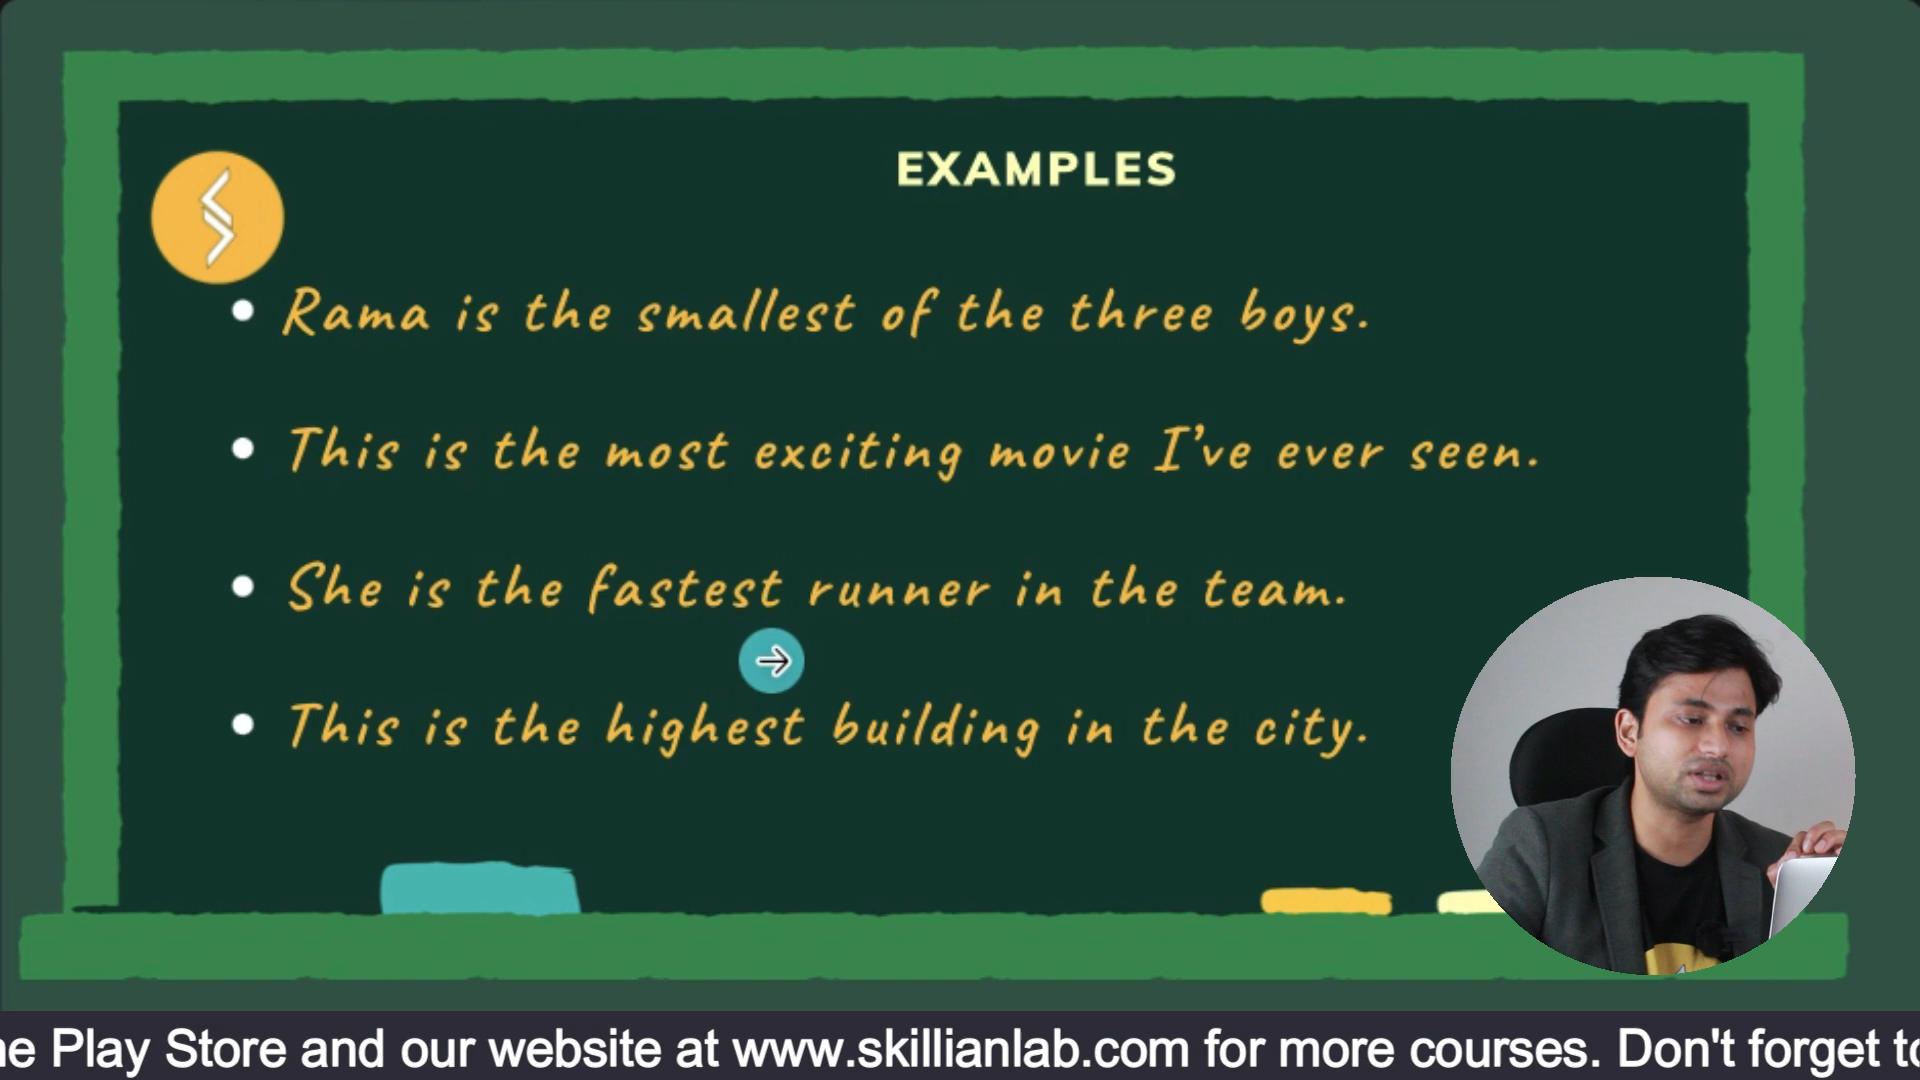 EXAMPLES
Rama is the smallest of the three boys.
This is the most exciting movie I've ever seen.
She is the fastest runner in the team.
This is the highest building in the city.
Play Store and our website at www.skillianlab.com for more courses. Don't forget